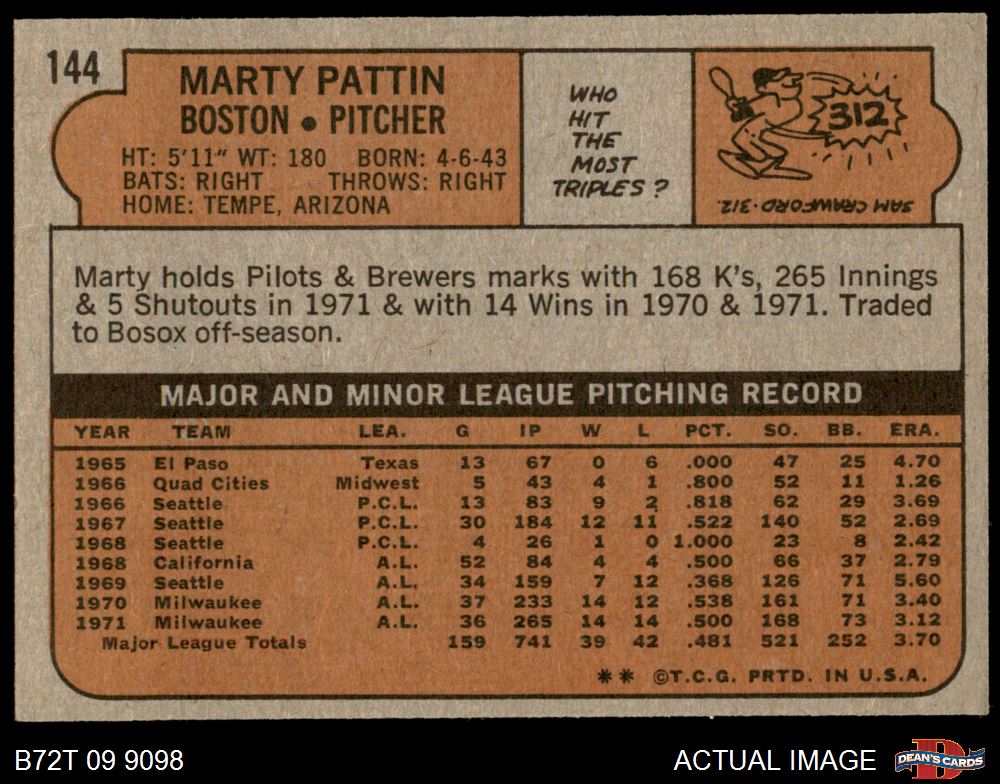 144
MARTY PATTIN
BOSTON • PITCHER
HT: 5'11" WT: 180 BORN: 4-6-43
BATS: RIGHT THROWS: RIGHT
HOME: TEMPE, ARIZONA
WHO
HIT
THE
MOST
TRIPLES?
312
SAM CRAWFORD-312.
Marty holds Pilots & Brewers marks with 168 K's, 265 Innings
& 5 Shutouts in 1971 & with 14 Wins in 1970 & 1971. Traded
to Bosox off-season.
MAJOR AND MINOR LEAGUE PITCHING RECORD
YEAR TEAM LEA. G IP W L PCT. SO. BB. ERA.
1965 El Paso Texas 13 67 0 6 .000 47 25 4.70
1966 Quad Cities Midwest 5 43 4 1 .800 52 11 1.26
1966 Seattle P.C.L. 13 83 9 2 .818 62 29 3.69
1967 Seattle P.C.L. 30 184 12 11 .522 140 52 2.69
1968 Seattle P.C.L. 4 26 1 0 1.000 23 8 2.42
1968 California A.L. 52 84 4 4 .500 66 37 2.79
1969 Seattle A.L. 34 159 7 12 .368 126 71 5.60
1970 Milwaukee A.L. 37 233 14 12 .538 161 71 3.40
1971 Milwaukee A.L. 36 265 14 14 .500 168 73 3.12
Major League Totals 159 741 39 42 .481 521 252 3.70
** ©T.C.G. PRTD. IN U.S.A.
B72T 09 9098
ACTUAL IMAGE
D
DEAN'S CARDS